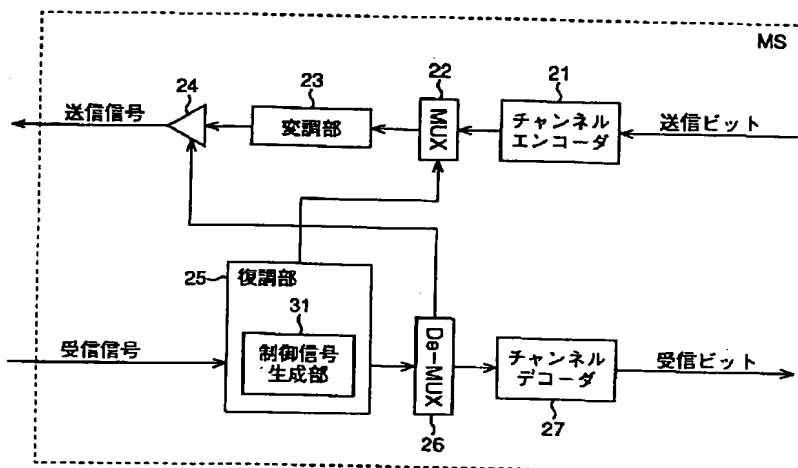 MS
24
23
22
21
送信信号
変調部
MUX
チャンネル
エンコーダ
送信ビット
25
復調部
31
制御信号
生成部
受信信号
De-MUX
26
チャンネル
デコーダ
27
受信ビット